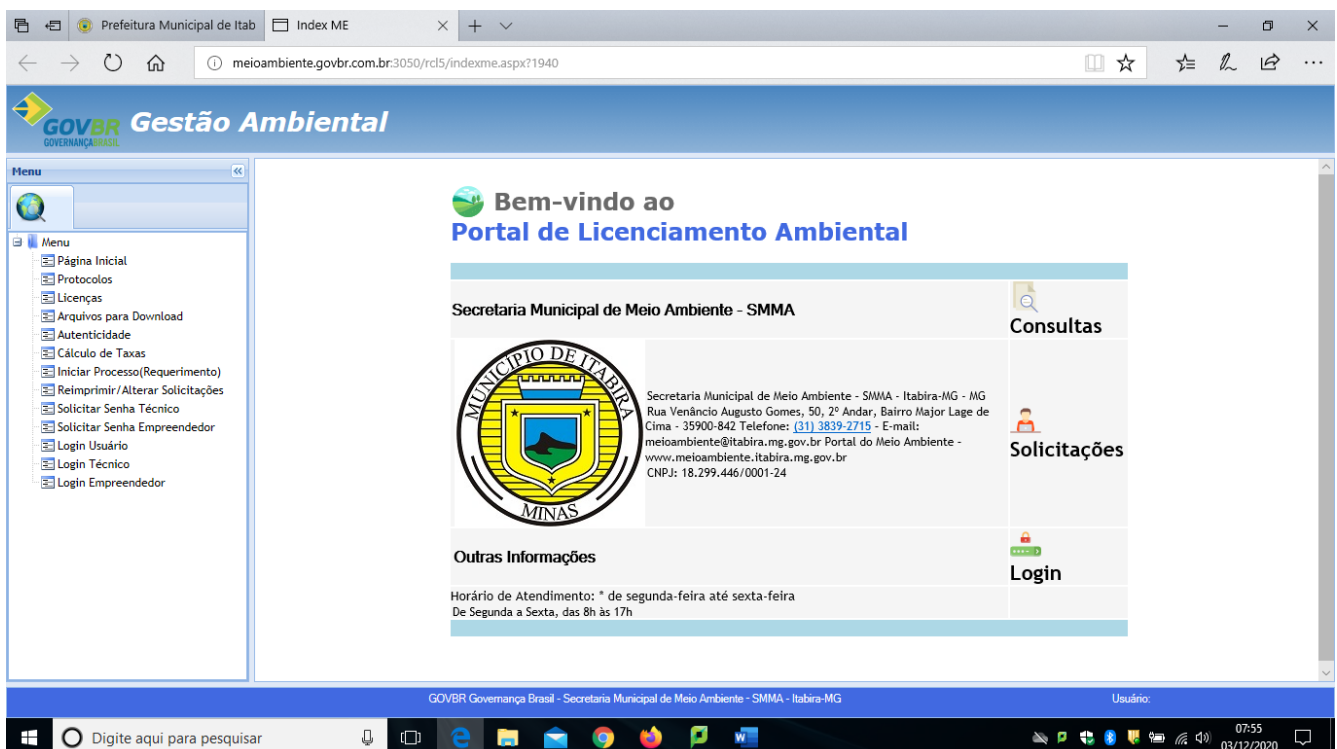 Prefeitura Municipal de Itab
Index ME
meioambiente.govbr.com.br:3050/rcl5/indexme.aspx?1940
GOVBR
GOVERNANÇABRASIL
Gestão Ambiental
Menu
Menu
Página Inicial
Protocolos
Licenças
Arquivos para Download
Autenticidade
Cálculo de Taxas
Iniciar Processo(Requerimento)
Reimprimir/Alterar Solicitações
Solicitar Senha Técnico
Solicitar Senha Empreendedor
Login Usuário
Login Técnico
Login Empreendedor
Bem-vindo ao
Portal de Licenciamento Ambiental
Secretaria Municipal de Meio Ambiente - SMMA
Consultas
MUNICÍPIO DE ITABIRA
MINAS
Secretaria Municipal de Meio Ambiente - SMMA - Itabira-MG - MG
Rua Venâncio Augusto Gomes, 50, 2º Andar, Bairro Major Lage de
Cima - 35900-842 Telefone: (31) 3839-2715 - E-mail:
meioambiente@itabira.mg.gov.br Portal do Meio Ambiente -
www.meioambiente.itabira.mg.gov.br
CNPJ: 18.299.446/0001-24
Solicitações
Outras Informações
Login
Horário de Atendimento: * de segunda-feira até sexta-feira
De Segunda a Sexta, das 8h às 17h
GOVBR Governança Brasil - Secretaria Municipal de Meio Ambiente - SMMA - Itabira-MG
Usuário:
Digite aqui para pesquisar
07:55
03/12/2020